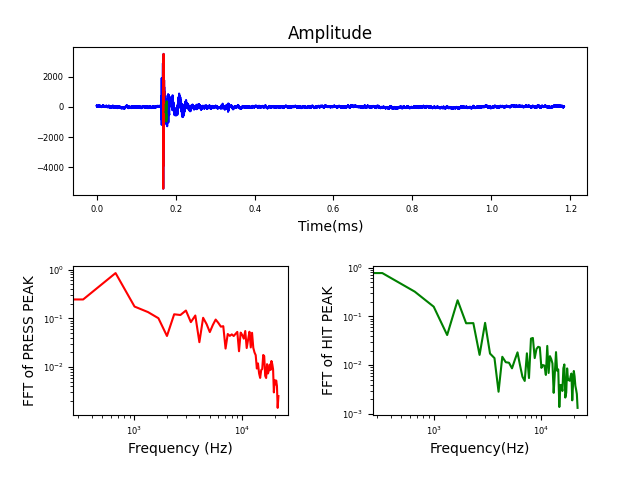 Amplitude
2000
0
−2000
−4000
0.0 0.2 0.4 0.6 0.8 1.0 1.2
Time(ms)
10⁰
10⁻¹
10⁻²
FFT of PRESS PEAK
10³ 10⁴
Frequency (Hz)
10⁰
10⁻¹
10⁻²
10⁻³
FFT of HIT PEAK
10³ 10⁴
Frequency(Hz)